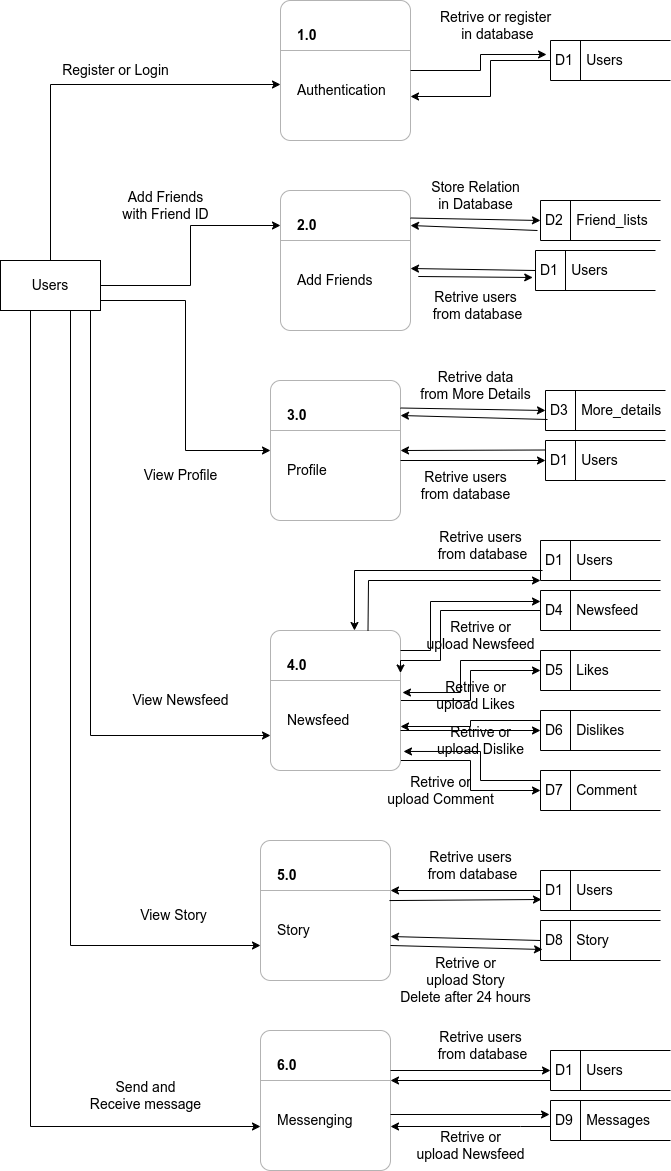 Retrive or register
in database
1.0
D1 Users
Register or Login
Authentication
Add Friends
with Friend ID
Store Relation
in Database
2.0
D2 Friend_lists
Users
Add Friends
D1 Users
Retrive users
from database
Retrive data
from More Details
3.0
D3 More_details
View Profile
Profile
D1 Users
Retrive users
from database
Retrive users
from database
D1 Users
D4 Newsfeed
Retrive or
upload Newsfeed
4.0
D5 Likes
Retrive or
upload Likes
View Newsfeed
Newsfeed
D6 Dislikes
Retrive or
upload Dislike
D7 Comment
Retrive or
upload Comment
Retrive users
from database
5.0
D1 Users
View Story
Story
D8 Story
Retrive or
upload Story
Delete after 24 hours
Retrive users
from database
6.0
D1 Users
Send and
Receive message
Messenging
D9 Messages
Retrive or
upload Newsfeed